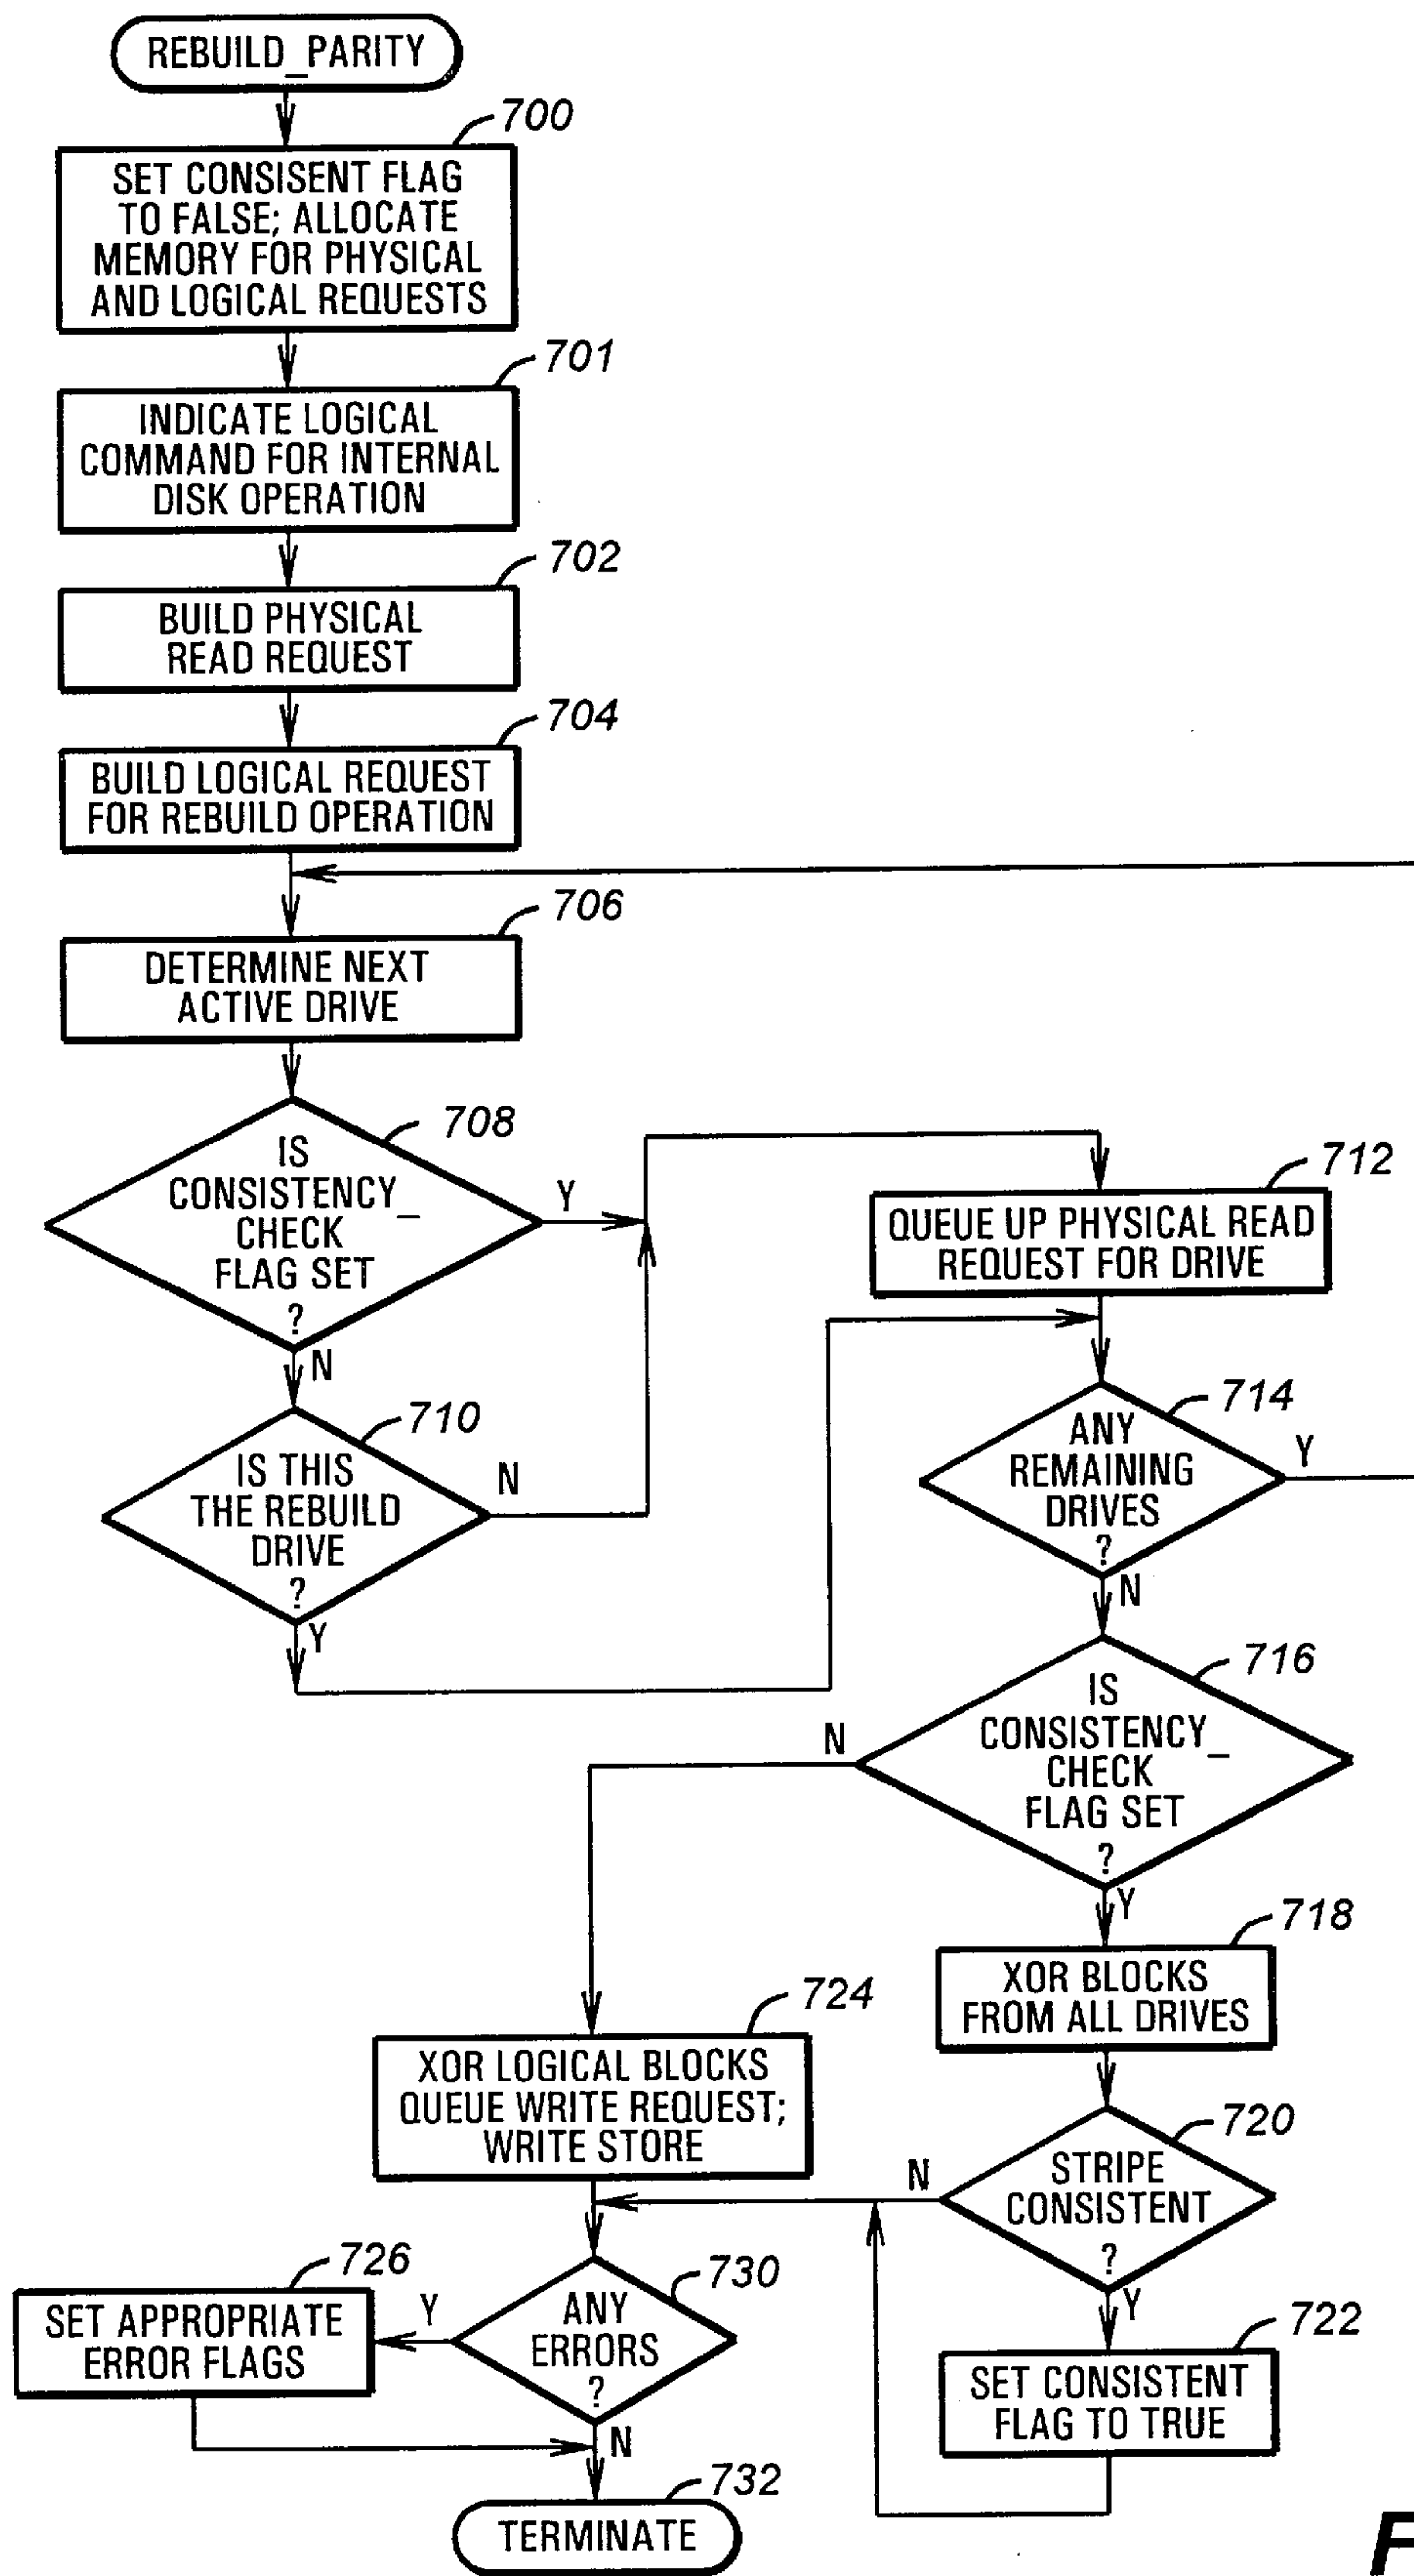 REBUILD_PARITY
700
SET CONSISENT FLAG
TO FALSE; ALLOCATE
MEMORY FOR PHYSICAL
AND LOGICAL REQUESTS
701
INDICATE LOGICAL
COMMAND FOR INTERNAL
DISK OPERATION
702
BUILD PHYSICAL
READ REQUEST
704
BUILD LOGICAL REQUEST
FOR REBUILD OPERATION
706
DETERMINE NEXT
ACTIVE DRIVE
708
IS
CONSISTENCY_
CHECK
FLAG SET
?
Y
N
710
IS THIS
THE REBUILD
DRIVE
?
N
Y
712
QUEUE UP PHYSICAL READ
REQUEST FOR DRIVE
714
ANY
REMAINING
DRIVES
?
Y
N
716
IS
CONSISTENCY_
CHECK
FLAG SET
?
N
Y
718
XOR BLOCKS
FROM ALL DRIVES
720
STRIPE
CONSISTENT
?
N
Y
722
SET CONSISTENT
FLAG TO TRUE
724
XOR LOGICAL BLOCKS
QUEUE WRITE REQUEST;
WRITE STORE
730
ANY
ERRORS
?
Y
N
726
SET APPROPRIATE
ERROR FLAGS
732
TERMINATE
F